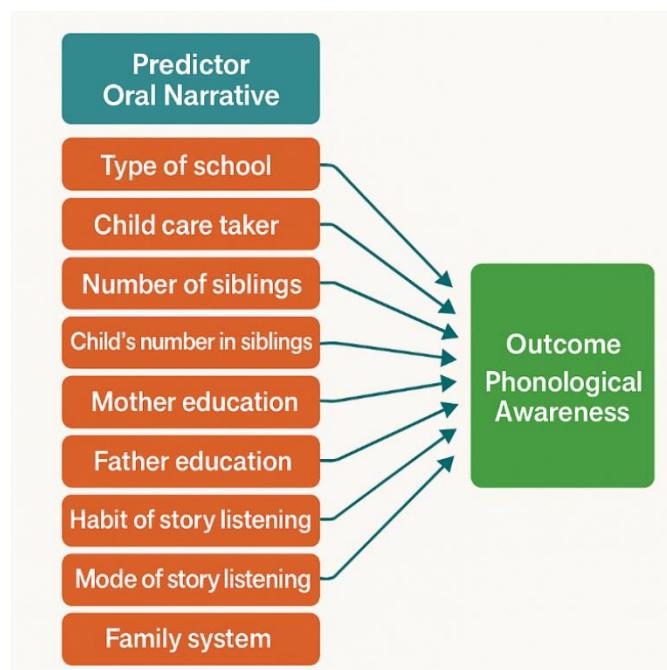 Predictor
Oral Narrative
Type of school
Child care taker
Number of siblings
Child's number in siblings
Mother education
Father education
Habit of story listening
Mode of story listening
Family system
Outcome
Phonological
Awareness